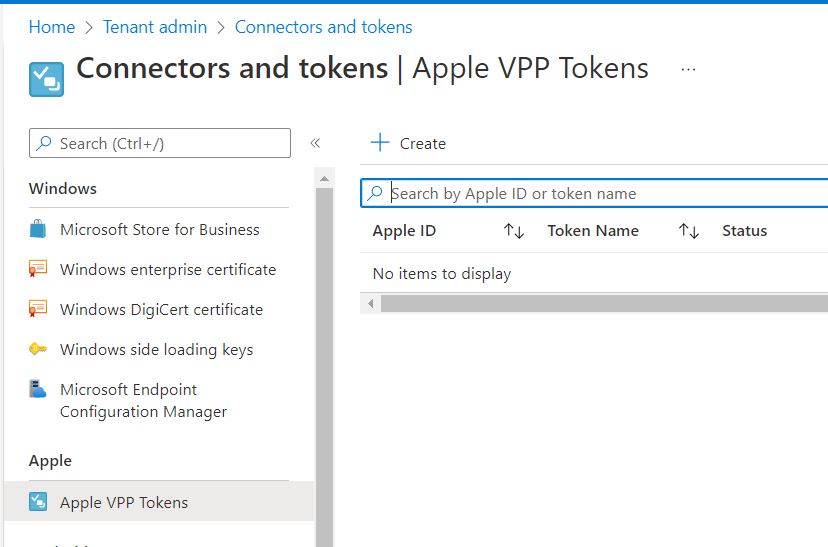 Home > Tenant admin > Connectors and tokens
Connectors and tokens | Apple VPP Tokens ...
Search (Ctrl+/) «
Windows
Microsoft Store for Business
Windows enterprise certificate
Windows DigiCert certificate
Windows side loading keys
Microsoft Endpoint
Configuration Manager
Apple
Apple VPP Tokens
+ Create
Search by Apple ID or token name
Apple ID ↑↓ Token Name ↑↓ Status
No items to display